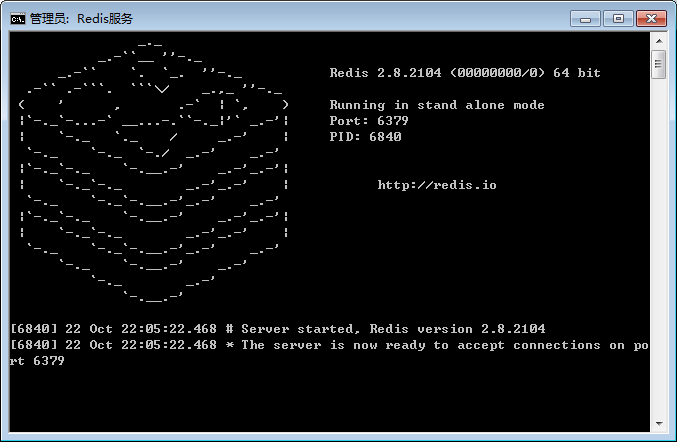 管理员: Redis服务
Redis 2.8.2104 (00000000/0) 64 bit
Running in stand alone mode
Port: 6379
PID: 6840
http://redis.io
[6840] 22 Oct 22:05:22.468 # Server started, Redis version 2.8.2104
[6840] 22 Oct 22:05:22.468 * The server is now ready to accept connections on po
rt 6379